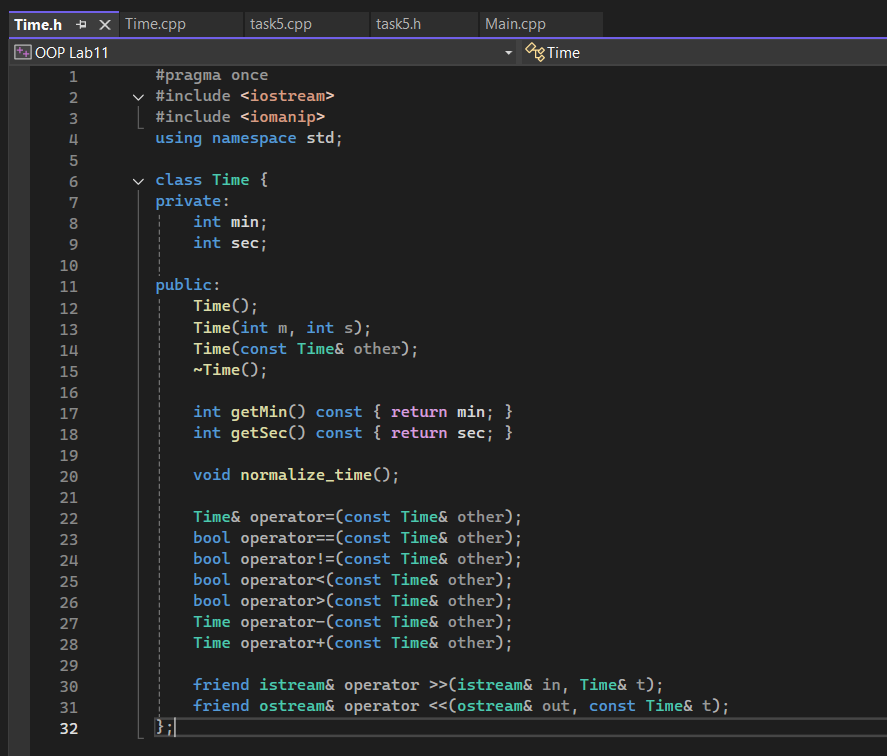 Time.h Time.cpp task5.cpp task5.h Main.cpp
OOP Lab11 Time
1 #pragma once
2 #include <iostream>
3 #include <iomanip>
4 using namespace std;
5
6 class Time {
7 private:
8 int min;
9 int sec;
10
11 public:
12 Time();
13 Time(int m, int s);
14 Time(const Time& other);
15 ~Time();
16
17 int getMin() const { return min; }
18 int getSec() const { return sec; }
19
20 void normalize_time();
21
22 Time& operator=(const Time& other);
23 bool operator==(const Time& other);
24 bool operator!=(const Time& other);
25 bool operator<(const Time& other);
26 bool operator>(const Time& other);
27 Time operator-(const Time& other);
28 Time operator+(const Time& other);
29
30 friend istream& operator >>(istream& in, Time& t);
31 friend ostream& operator <<(ostream& out, const Time& t);
32 };